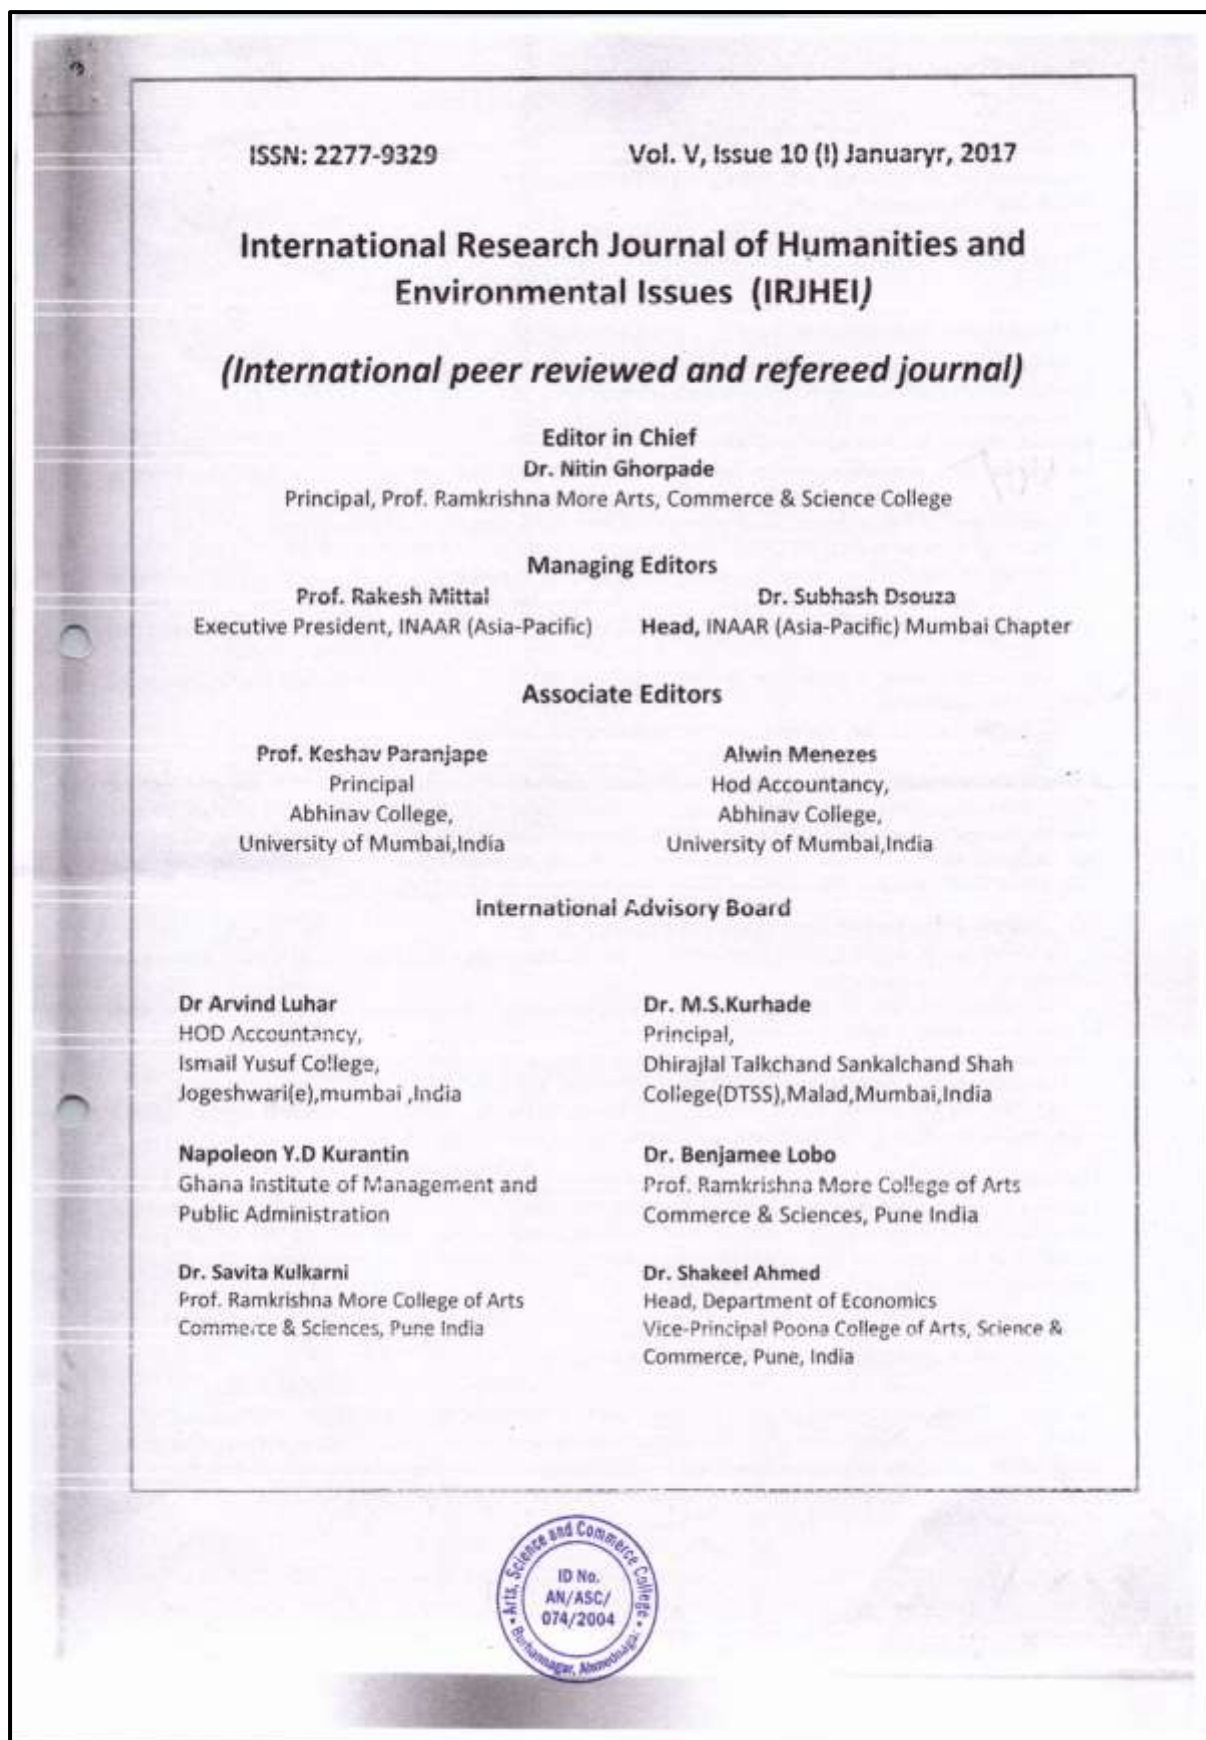 3
ISSN: 2277-9329 Vol. V, Issue 10 (I) Januaryr, 2017
International Research Journal of Humanities and
Environmental Issues (IRJHEI)
(International peer reviewed and refereed journal)
Editor in Chief
Dr. Nitin Ghorpade
Principal, Prof. Ramkrishna More Arts, Commerce & Science College
Managing Editors
Prof. Rakesh Mittal
Executive President, INAAR (Asia-Pacific)
Dr. Subhash Dsouza
Head, INAAR (Asia-Pacific) Mumbai Chapter
Associate Editors
Prof. Keshav Paranjape
Principal
Abhinav College,
University of Mumbai,India
Alwin Menezes
Hod Accountancy,
Abhinav College,
University of Mumbai,India
International Advisory Board
Dr Arvind Luhar
HOD Accountancy,
Ismail Yusuf College,
Jogeshwari(e),mumbai ,India
Dr. M.S.Kurhade
Principal,
Dhirajlal Talkchand Sankalchand Shah
College(DTSS),Malad,Mumbai,India
Napoleon Y.D Kurantin
Ghana Institute of Management and
Public Administration
Dr. Benjamee Lobo
Prof. Ramkrishna More College of Arts
Commerce & Sciences, Pune India
Dr. Savita Kulkarni
Prof. Ramkrishna More College of Arts
Commerce & Sciences, Pune India
Dr. Shakeel Ahmed
Head, Department of Economics
Vice-Principal Poona College of Arts, Science &
Commerce, Pune, India
Arts, Science and Commerce College
ID No.
AN/ASC/
074/2004
Burhannagar, Ahmednagar.